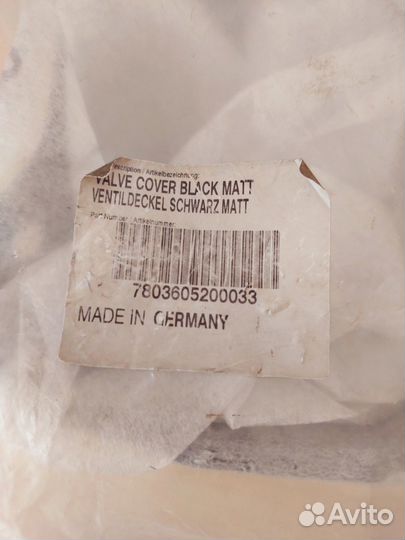 Description / Artikelbezeichnung:
VALVE COVER BLACK MATT
VENTILDECKEL SCHWARZ MATT
Part Number / Artikelnummer:
7803605200033
MADE IN GERMANY
Avito